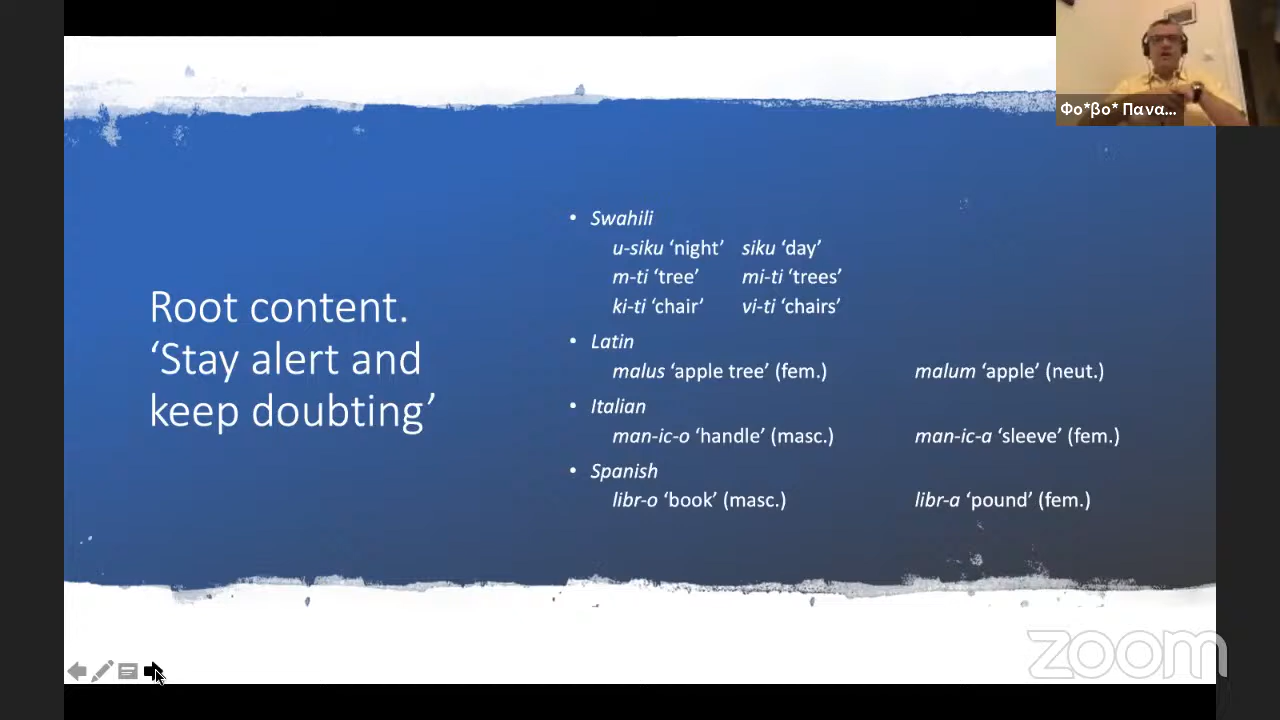 Φο*βο* Πανα...
Root content.
‘Stay alert and
keep doubting’
• Swahili
u-siku ‘night’ siku ‘day’
m-ti ‘tree’ mi-ti ‘trees’
ki-ti ‘chair’ vi-ti ‘chairs’
• Latin
malus ‘apple tree’ (fem.) malum ‘apple’ (neut.)
• Italian
man-ic-o ‘handle’ (masc.) man-ic-a ‘sleeve’ (fem.)
• Spanish
libr-o ‘book’ (masc.) libr-a ‘pound’ (fem.)
zoom